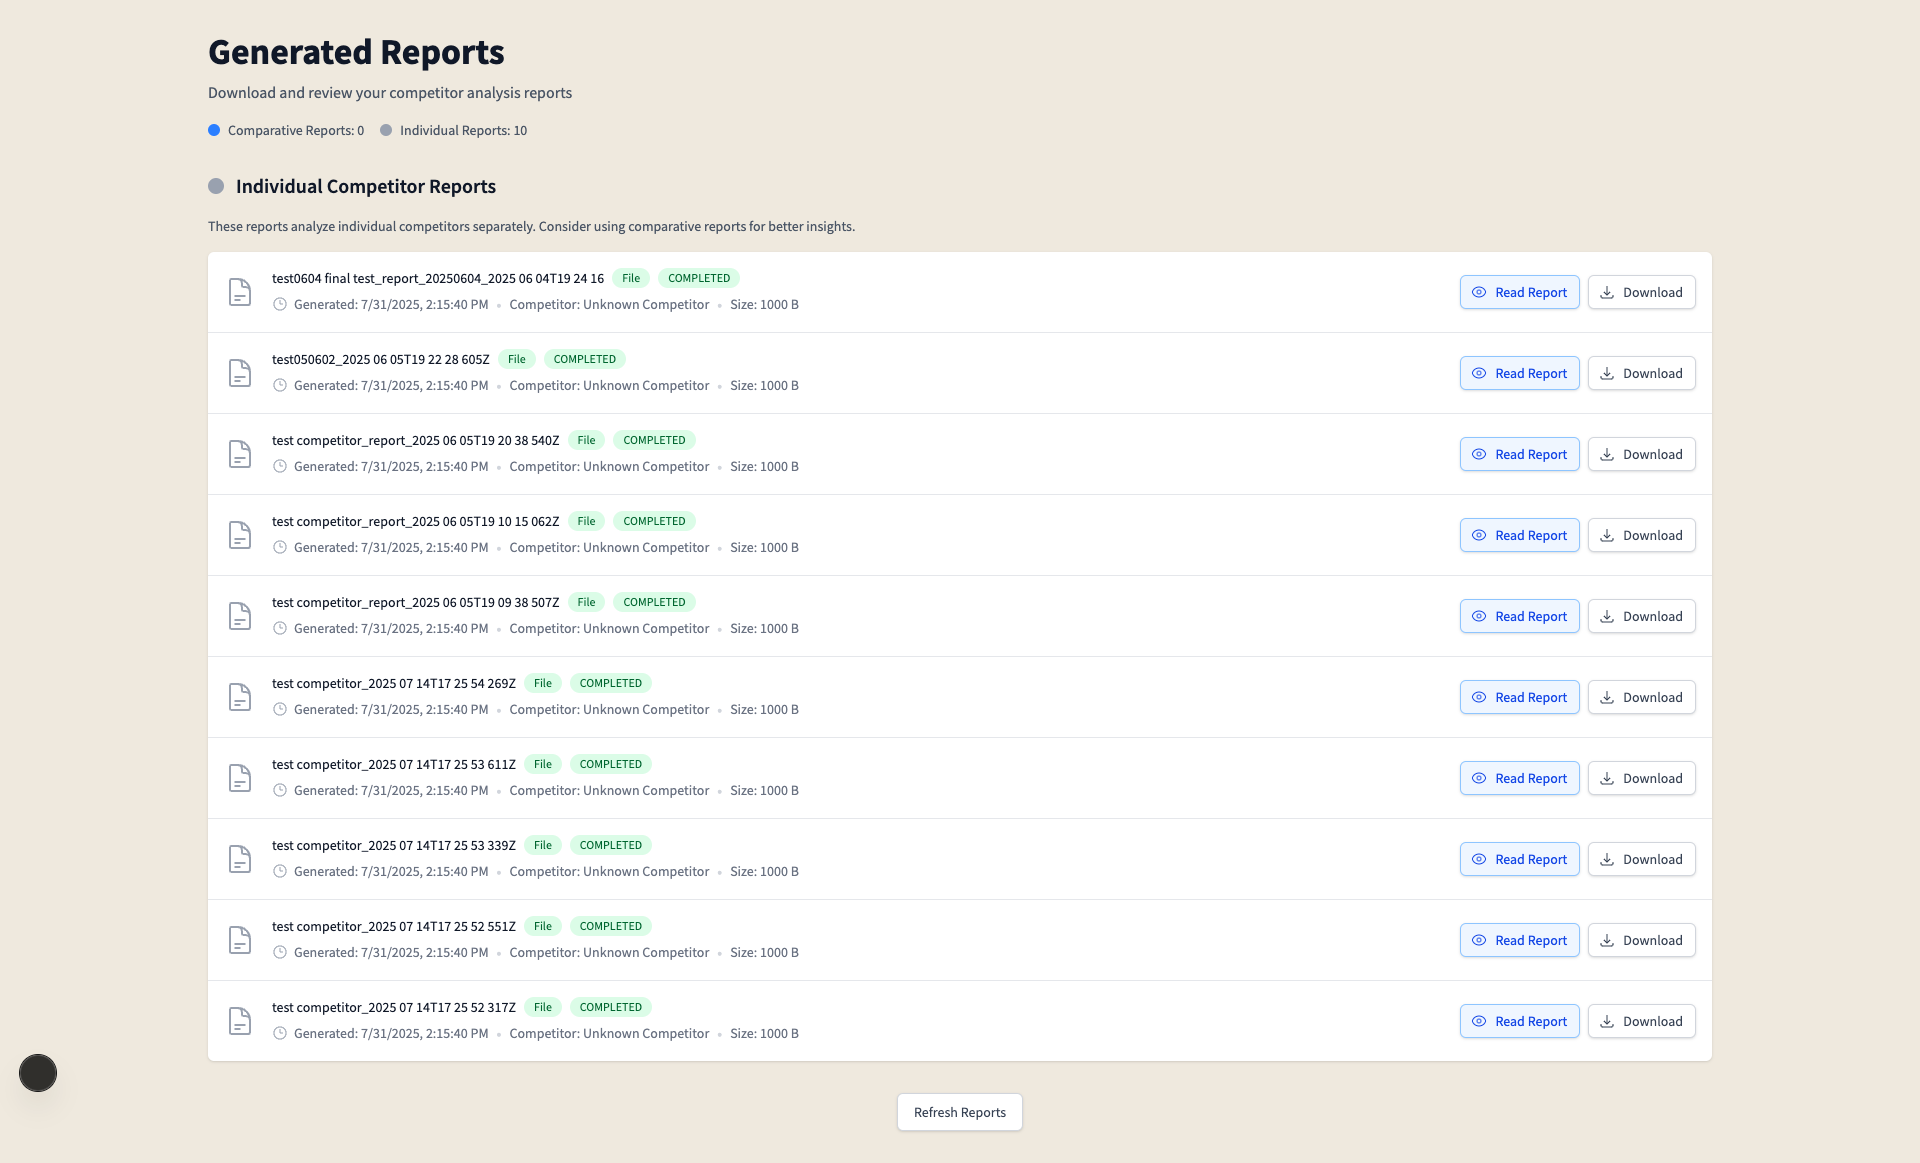 Generated Reports
Download and review your competitor analysis reports
Comparative Reports: 0 Individual Reports: 10
Individual Competitor Reports
These reports analyze individual competitors separately. Consider using comparative reports for better insights.
test0604 final test_report_20250604_2025 06 04T19 24 16 File COMPLETED
Generated: 7/31/2025, 2:15:40 PM • Competitor: Unknown Competitor • Size: 1000 B
Read Report Download
test050602_2025 06 05T19 22 28 605Z File COMPLETED
Generated: 7/31/2025, 2:15:40 PM • Competitor: Unknown Competitor • Size: 1000 B
Read Report Download
test competitor_report_2025 06 05T19 20 38 540Z File COMPLETED
Generated: 7/31/2025, 2:15:40 PM • Competitor: Unknown Competitor • Size: 1000 B
Read Report Download
test competitor_report_2025 06 05T19 10 15 062Z File COMPLETED
Generated: 7/31/2025, 2:15:40 PM • Competitor: Unknown Competitor • Size: 1000 B
Read Report Download
test competitor_report_2025 06 05T19 09 38 507Z File COMPLETED
Generated: 7/31/2025, 2:15:40 PM • Competitor: Unknown Competitor • Size: 1000 B
Read Report Download
test competitor_2025 07 14T17 25 54 269Z File COMPLETED
Generated: 7/31/2025, 2:15:40 PM • Competitor: Unknown Competitor • Size: 1000 B
Read Report Download
test competitor_2025 07 14T17 25 53 611Z File COMPLETED
Generated: 7/31/2025, 2:15:40 PM • Competitor: Unknown Competitor • Size: 1000 B
Read Report Download
test competitor_2025 07 14T17 25 53 339Z File COMPLETED
Generated: 7/31/2025, 2:15:40 PM • Competitor: Unknown Competitor • Size: 1000 B
Read Report Download
test competitor_2025 07 14T17 25 52 551Z File COMPLETED
Generated: 7/31/2025, 2:15:40 PM • Competitor: Unknown Competitor • Size: 1000 B
Read Report Download
test competitor_2025 07 14T17 25 52 317Z File COMPLETED
Generated: 7/31/2025, 2:15:40 PM • Competitor: Unknown Competitor • Size: 1000 B
Read Report Download
Refresh Reports